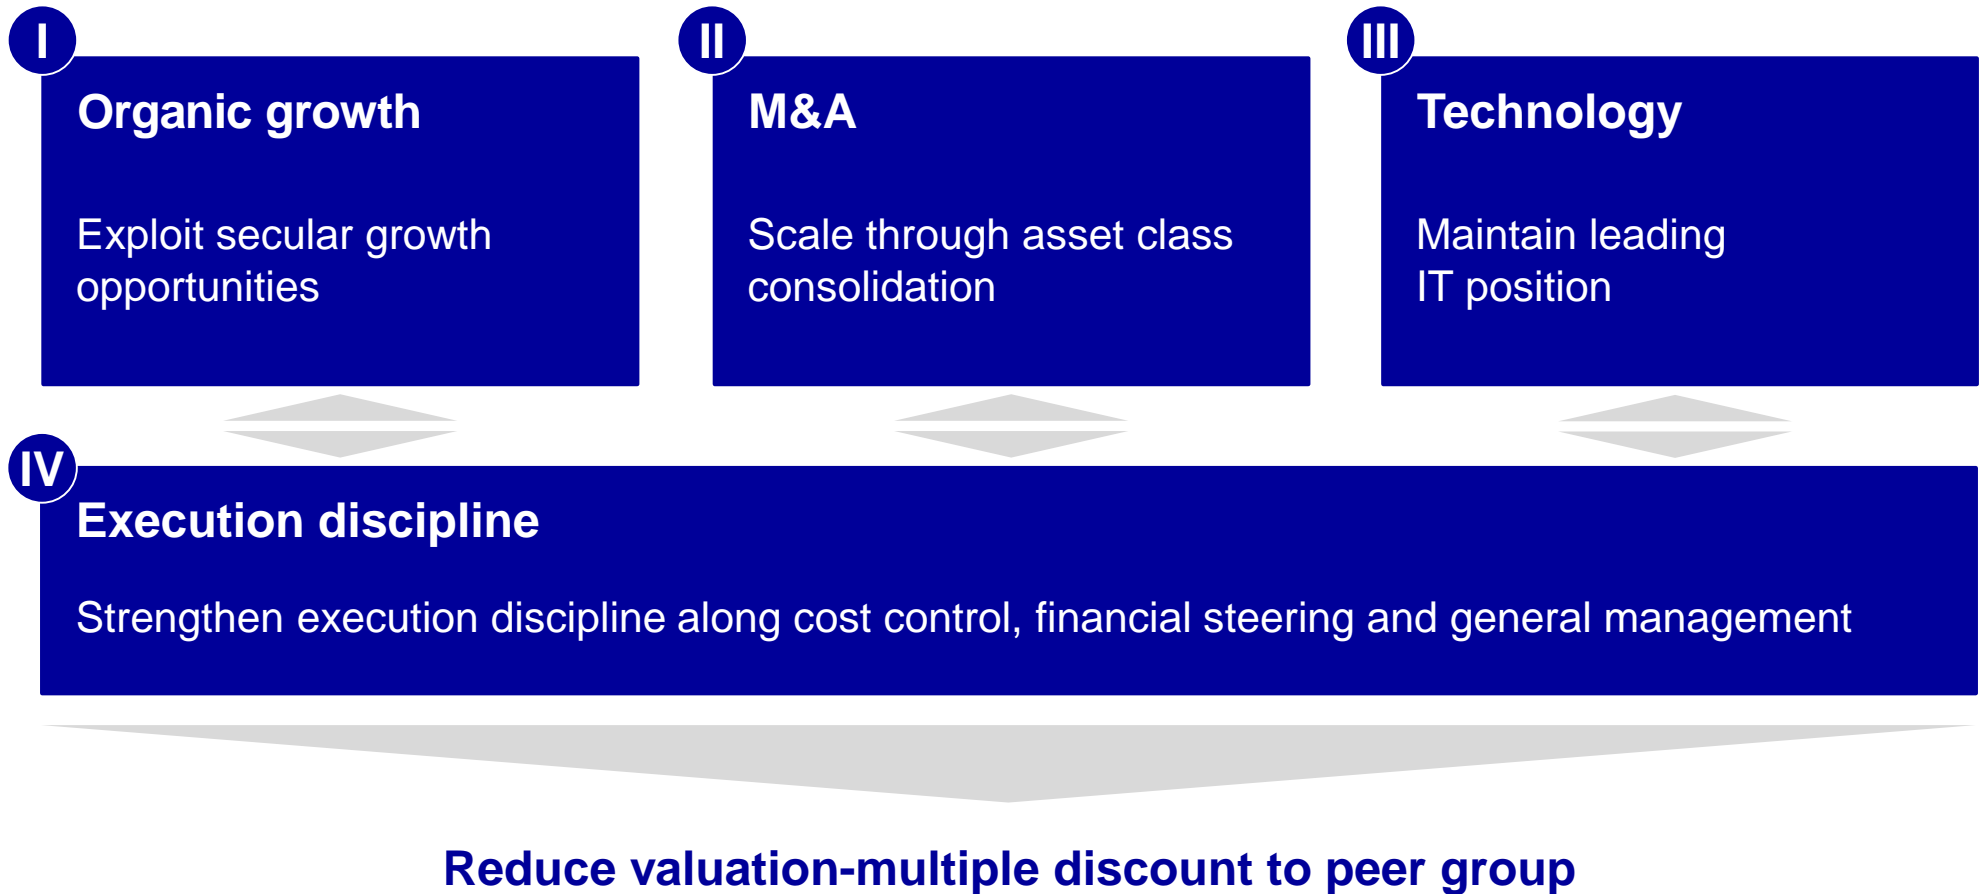 I
Organic growth
Exploit secular growth
opportunities
II
M&A
Scale through asset class
consolidation
III
Technology
Maintain leading
IT position
IV
Execution discipline
Strengthen execution discipline along cost control, financial steering and general management
Reduce valuation-multiple discount to peer group